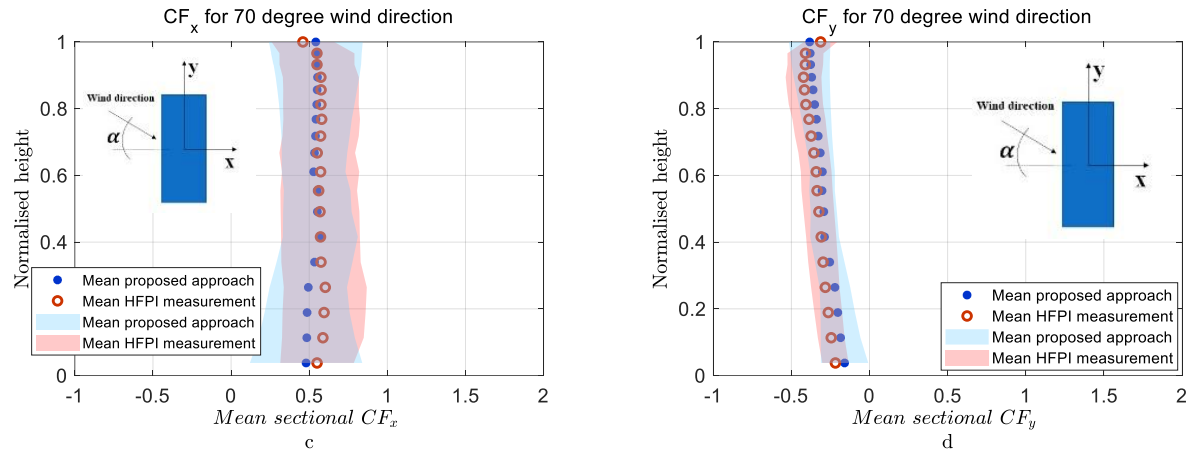 CFx for 70 degree wind direction
1
0.8
0.6
0.4
0.2
0
Normalised height
y
Wind direction
α
x
Mean proposed approach
Mean HFPI measurement
Mean proposed approach
Mean HFPI measurement
-1
-0.5
0
0.5
1
1.5
2
Mean sectional CFx
c
CFy for 70 degree wind direction
1
0.8
0.6
0.4
0.2
0
Normalised height
y
Wind direction
α
x
Mean proposed approach
Mean HFPI measurement
Mean proposed approach
Mean HFPI measurement
-1
-0.5
0
0.5
1
1.5
2
Mean sectional CFy
d